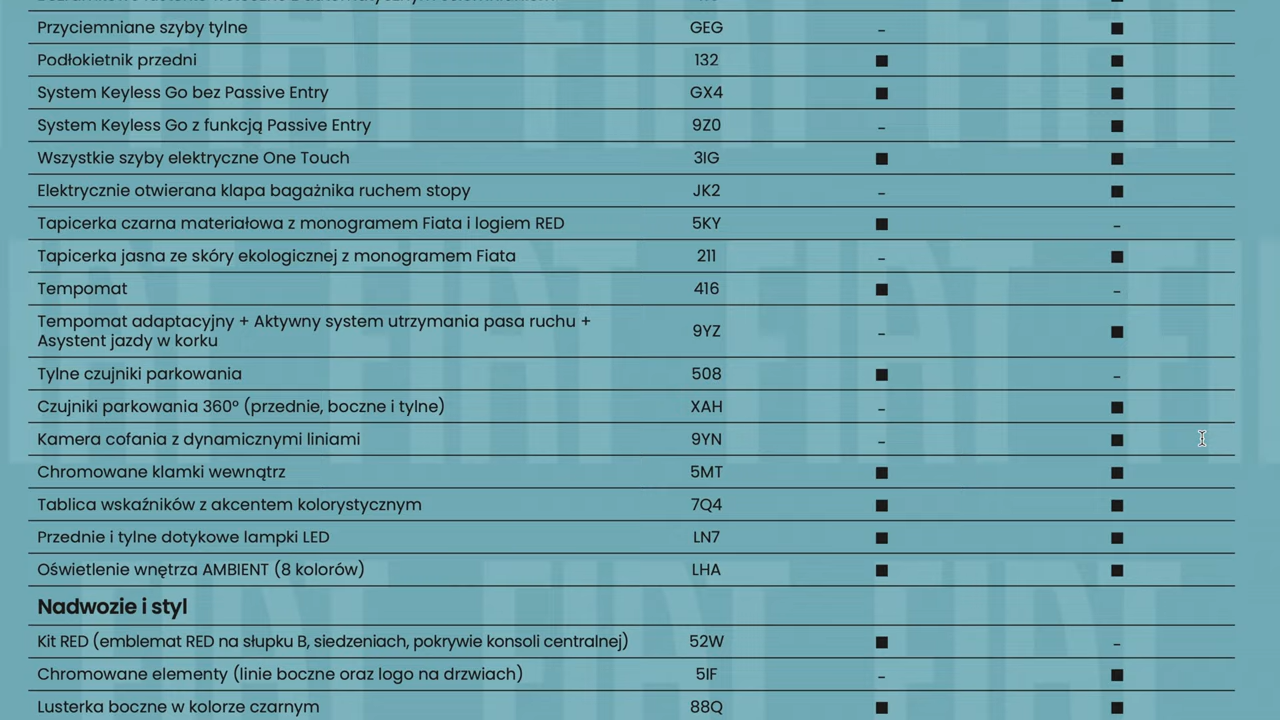 Przyciemniane szyby tylne GEG - ■
Podłokietnik przedni 132 ■ ■
System Keyless Go bez Passive Entry GX4 ■ ■
System Keyless Go z funkcją Passive Entry 9Z0 - ■
Wszystkie szyby elektryczne One Touch 3IG ■ ■
Elektrycznie otwierana klapa bagażnika ruchem stopy JK2 - ■
Tapicerka czarna materiałowa z monogramem Fiata i logiem RED 5KY ■ -
Tapicerka jasna ze skóry ekologicznej z monogramem Fiata 211 - ■
Tempomat 416 ■ -
Tempomat adaptacyjny + Aktywny system utrzymania pasa ruchu +
Asystent jazdy w korku 9YZ - ■
Tylne czujniki parkowania 508 ■ -
Czujniki parkowania 360° (przednie, boczne i tylne) XAH - ■
Kamera cofania z dynamicznymi liniami 9YN - ■
Chromowane klamki wewnątrz 5MT ■ ■
Tablica wskaźników z akcentem kolorystycznym 7Q4 ■ ■
Przednie i tylne dotykowe lampki LED LN7 ■ ■
Oświetlenie wnętrza AMBIENT (8 kolorów) LHA ■ ■
Nadwozie i styl
Kit RED (emblemat RED na słupku B, siedzeniach, pokrywie konsoli centralnej) 52W ■ -
Chromowane elementy (linie boczne oraz logo na drzwiach) 5IF - ■
Lusterka boczne w kolorze czarnym 88Q ■ ■